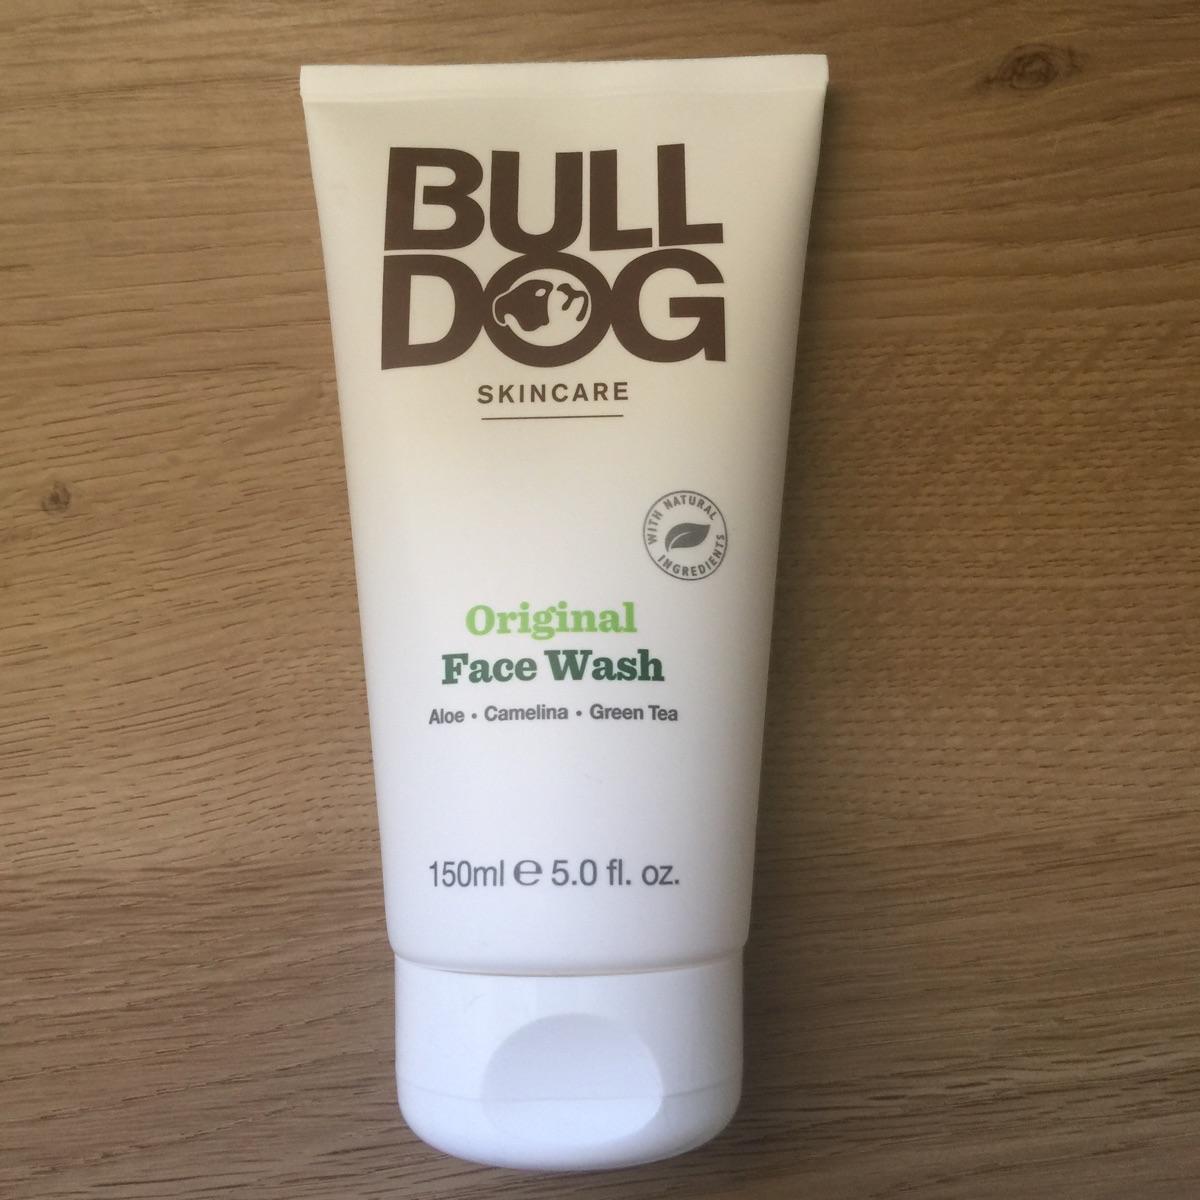 BULL
DOG
SKINCARE
WITH NATURAL
INGREDIENTS
Original
Face Wash
Aloe • Camelina • Green Tea
150ml ℮ 5.0 fl. oz.